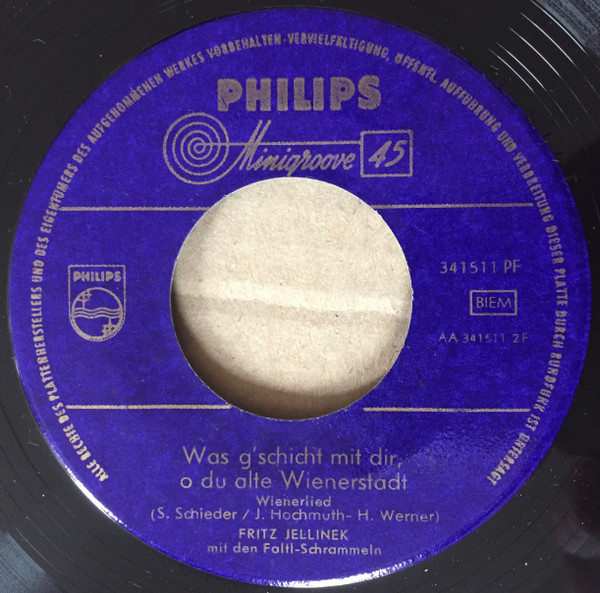 ALLE RECHTE DES PLATTENHERSTELLERS UND DES EIGENTÜMERS DES AUFGENOMMENEN WERKES VORBEHALTEN-VERVIELFÄLTIGUNG, ÖFFENTL. AUFFÜHRUNG UND VERBREITUNG DIESER PLATTE DURCH RUNDFUNK IST UNTERSAGT
PHILIPS
Minigroove 45
PHILIPS
341511 PF
BIEM
AA 341511 2F
Was g'schicht mit dir,
o du alte Wienerstadt
Wienerlied
(S. Schieder / J. Hochmuth- H. Werner)
FRITZ JELLINEK
mit den Faltl-Schrammeln